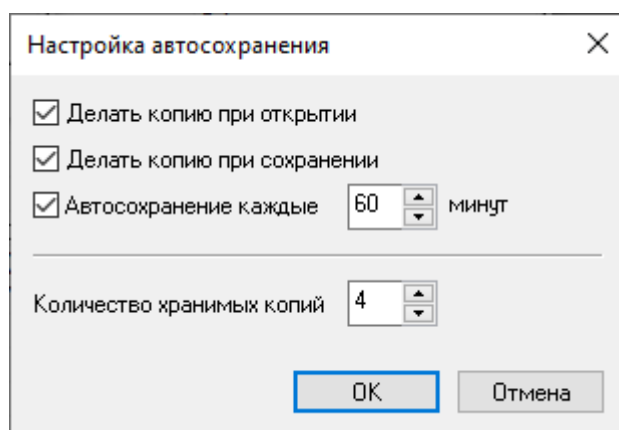 Настройка автосохранения
Делать копию при открытии
Делать копию при сохранении
Автосохранение каждые 60 минут
Количество хранимых копий 4
OK Отмена